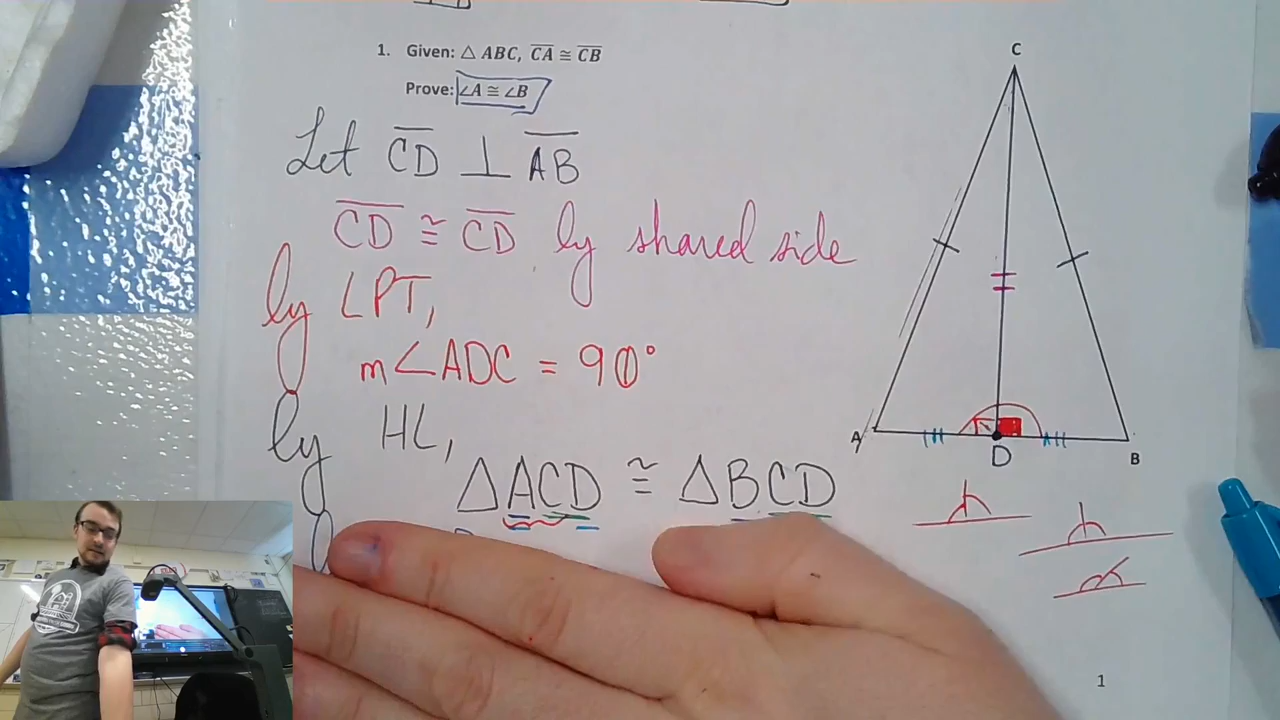 1. Given: △ ABC, CA ≅ CB
Prove: ∠A ≅ ∠B
Let CD ⊥ AB
CD ≅ CD by shared side
by ∠PT,
m∠ADC = 90°
by HL,
△ACD ≅ △BCD
C
A
D
B
1